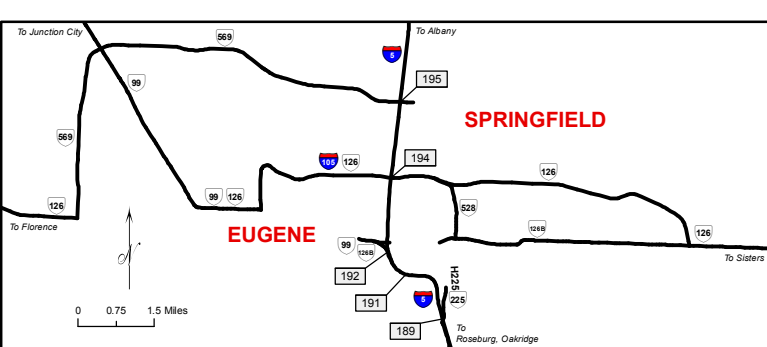 To Junction City
569
To Albany
5
99
195
SPRINGFIELD
569
105 126
194
126
126
99 126
528
To Florence
EUGENE
126B
126
99
126B
To Sisters
192
H225
191
5
225
0 0.75 1.5 Miles
189
To
Roseburg, Oakridge
N